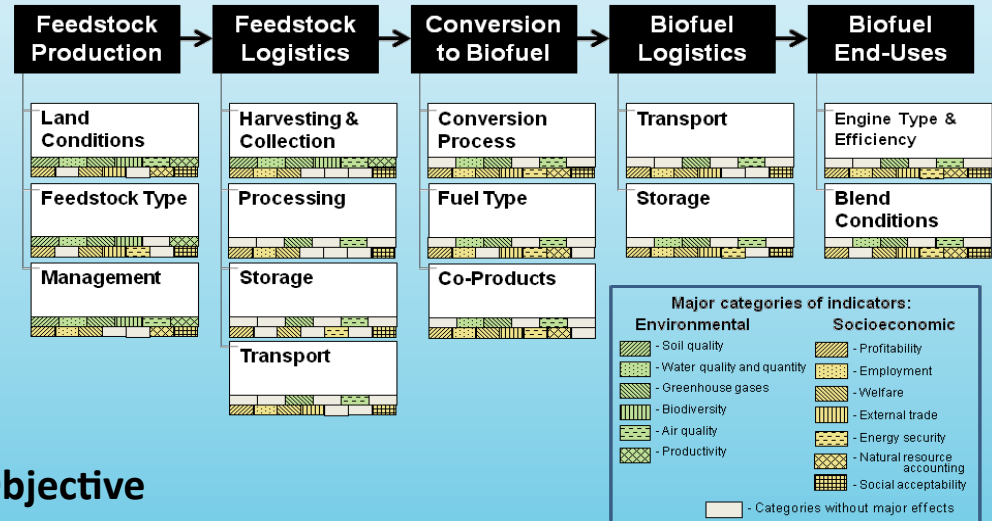 Feedstock
Production
Feedstock
Logistics
Conversion
to Biofuel
Biofuel
Logistics
Biofuel
End-Uses
Land
Conditions
Feedstock Type
Management
Harvesting &
Collection
Processing
Storage
Transport
Conversion
Process
Fuel Type
Co-Products
Transport
Storage
Engine Type &
Efficiency
Blend
Conditions
Major categories of indicators:
Environmental
- Soil quality
- Water quality and quantity
- Greenhouse gases
- Biodiversity
- Air quality
- Productivity
Socioeconomic
- Profitability
- Employment
- Welfare
- External trade
- Energy security
- Natural resource
accounting
- Social acceptability
- Categories without major effects
bjective